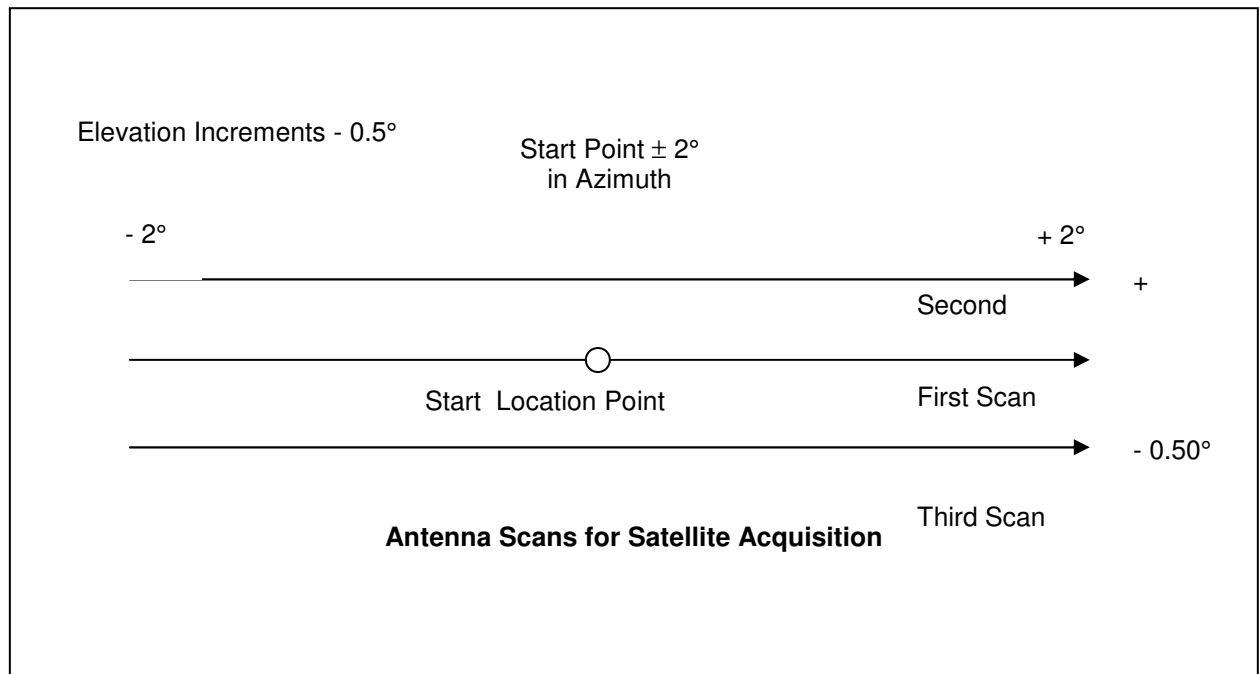 Elevation Increments - 0.5°
Start Point ± 2°
in Azimuth
- 2°
+ 2°
+
Second
Start Location Point
First Scan
- 0.50°
Third Scan
Antenna Scans for Satellite Acquisition